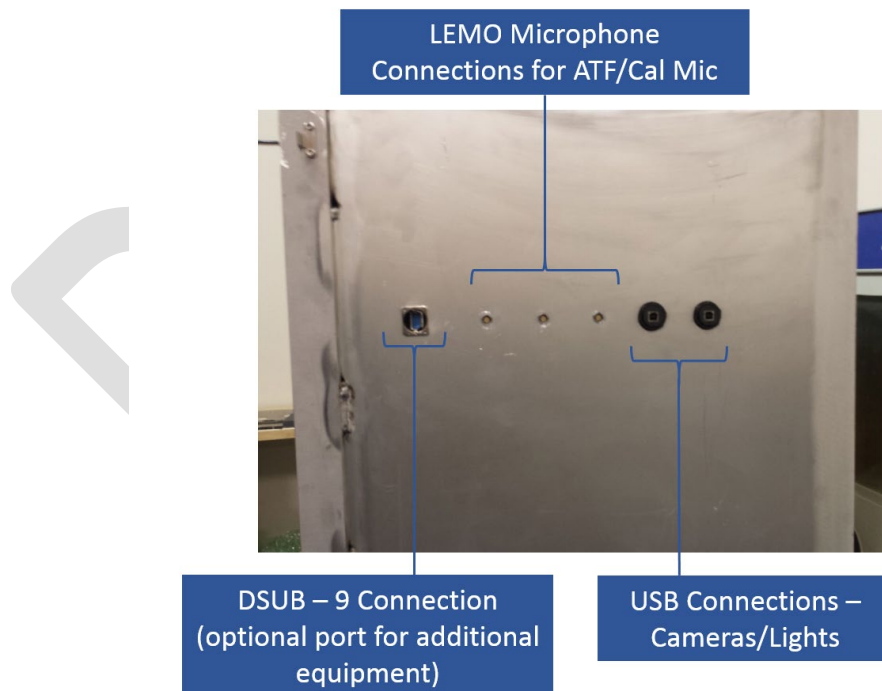 LEMO Microphone
Connections for ATF/Cal Mic
DSUB – 9 Connection
(optional port for additional
equipment)
USB Connections –
Cameras/Lights